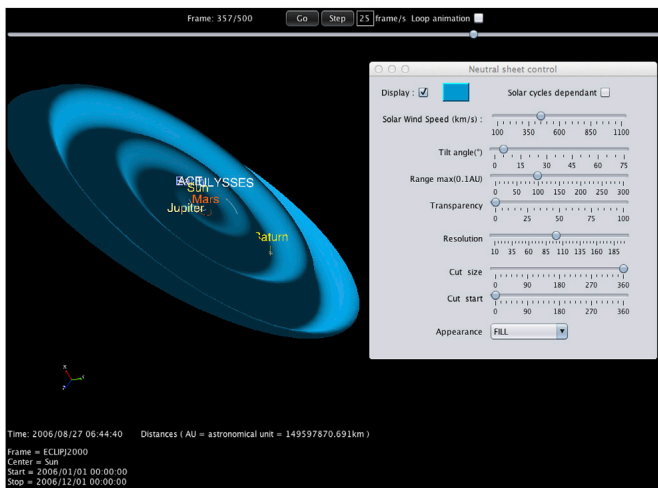 Frame: 357/500 Go Step 25 frame/s Loop animation
Neutral sheet control
Display : Solar cycles dependant
Solar Wind Speed (km/s) :
100 350 600 850 1100
Tilt angle(°)
0 15 30 45 60 75
Range max(0.1AU)
0 50 100 150 200 250 300
Transparency
0 25 50 75 100
Resolution
10 35 60 85 110 135 160 185
Cut size
0 90 180 270 360
Cut start
0 90 180 270 360
Appearance FILL
ACE ULYSSES
Sun
Mars
Jupiter
Saturn
X
Y
Z
Time: 2006/08/27 06:44:40 Distances ( AU = astronomical unit = 149597870.691km )
Frame = ECLIPJ2000
Center = Sun
Start = 2006/01/01 00:00:00
Stop = 2006/12/01 00:00:00